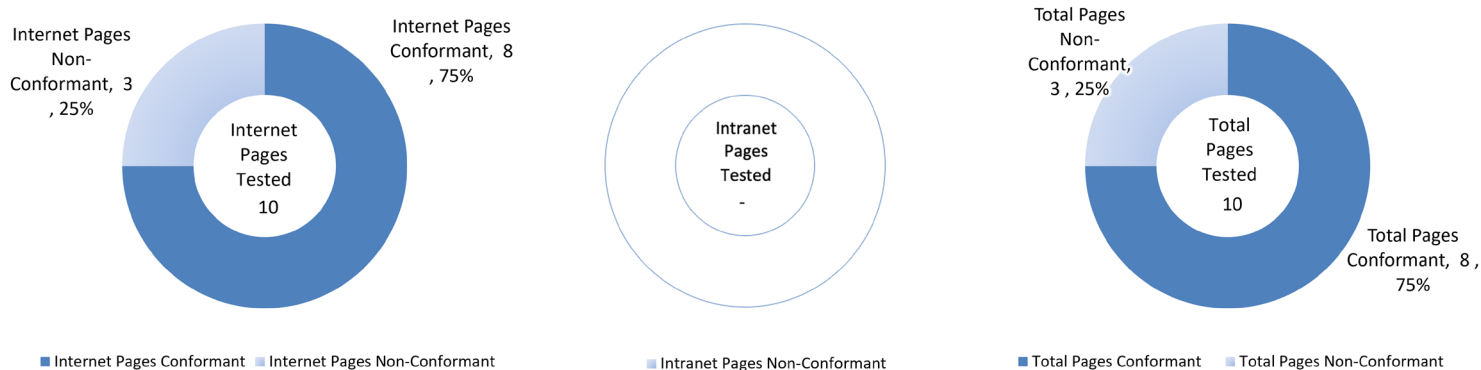 Internet Pages
Non-
Conformant,  3
, 25%
Internet Pages
Conformant,  8
, 75%
Internet
Pages
Tested
10
Internet Pages Conformant
Internet Pages Non-Conformant
Intranet
Pages
Tested
-
Intranet Pages Non-Conformant
Total Pages
Non-
Conformant,
3 , 25%
Total
Pages
Tested
10
Total Pages
Conformant,  8 ,
75%
Total Pages Conformant
Total Pages Non-Conformant